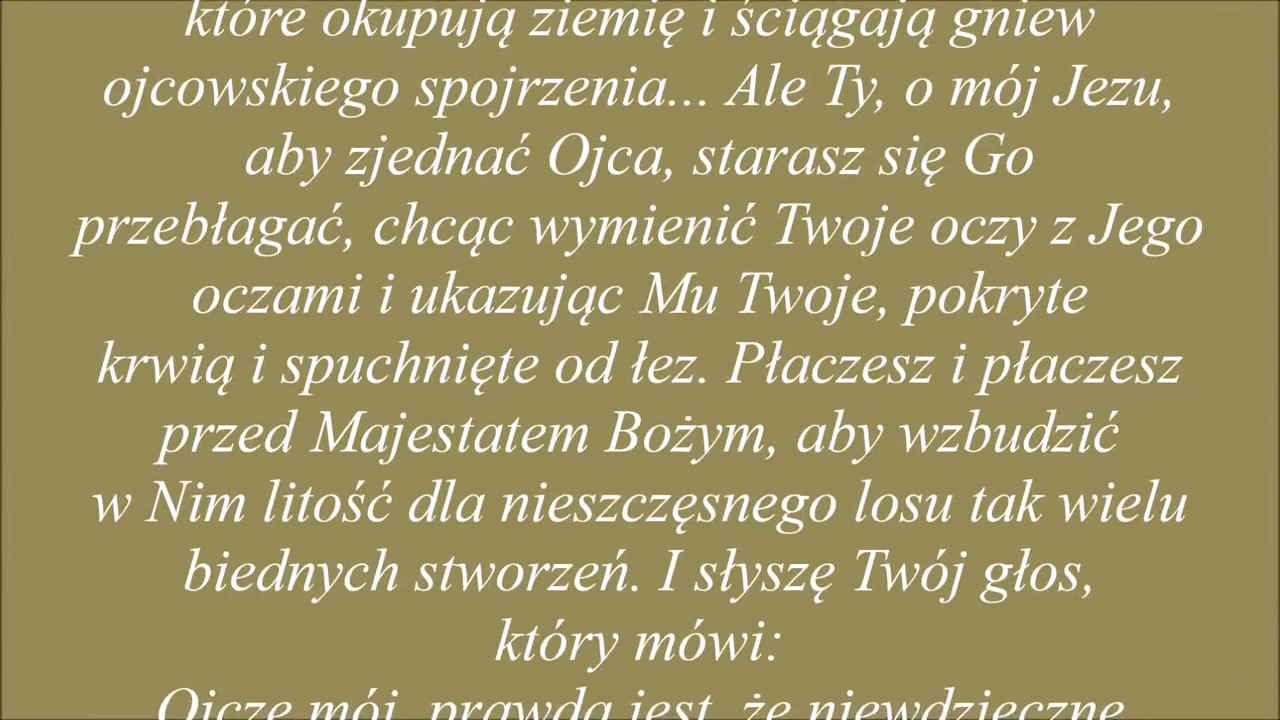 które okupują ziemię i ściągają gniew
ojcowskiego spojrzenia... Ale Ty, o mój Jezu,
aby zjednać Ojca, starasz się Go
przebłagać, chcąc wymienić Twoje oczy z Jego
oczami i ukazując Mu Twoje, pokryte
krwią i spuchnięte od łez. Płaczesz i płaczesz
przed Majestatem Bożym, aby wzbudzić
w Nim litość dla nieszczęsnego losu tak wielu
biednych stworzeń. I słyszę Twój głos,
który mówi:
Ojcze mój, prawdą jest, że niewdzięczne